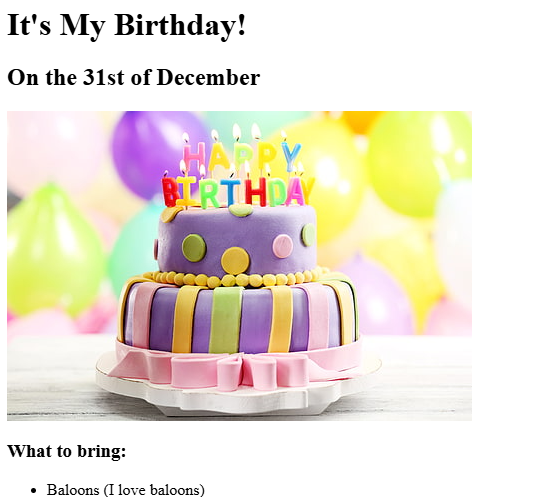 It's My Birthday!
On the 31st of December
HAPPY
BIRTHDAY
What to bring:
Baloons (I love baloons)